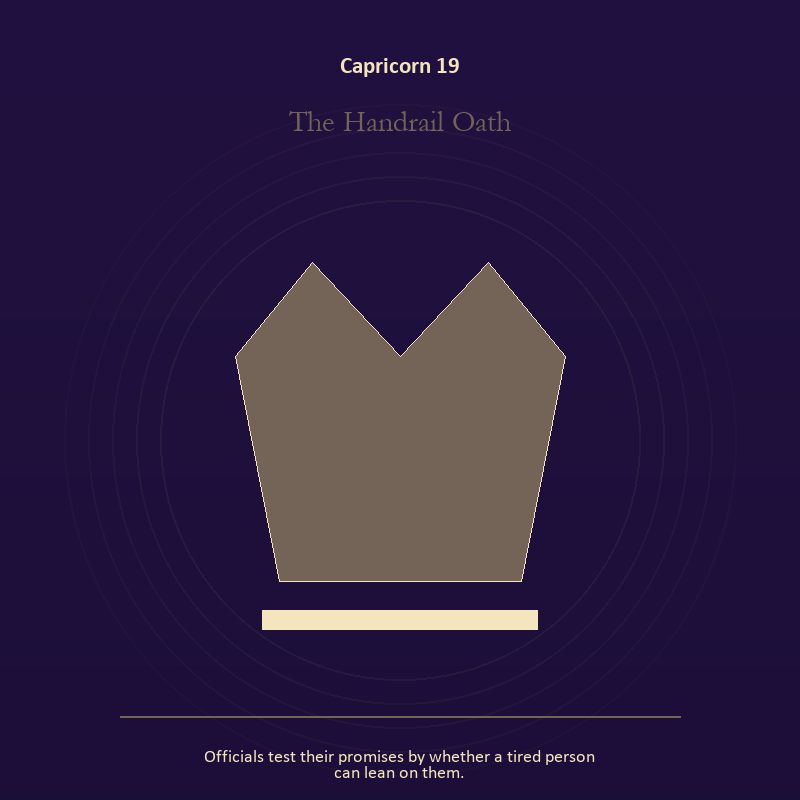 Capricorn 19
The Handrail Oath
Officials test their promises by whether a tired person
can lean on them.